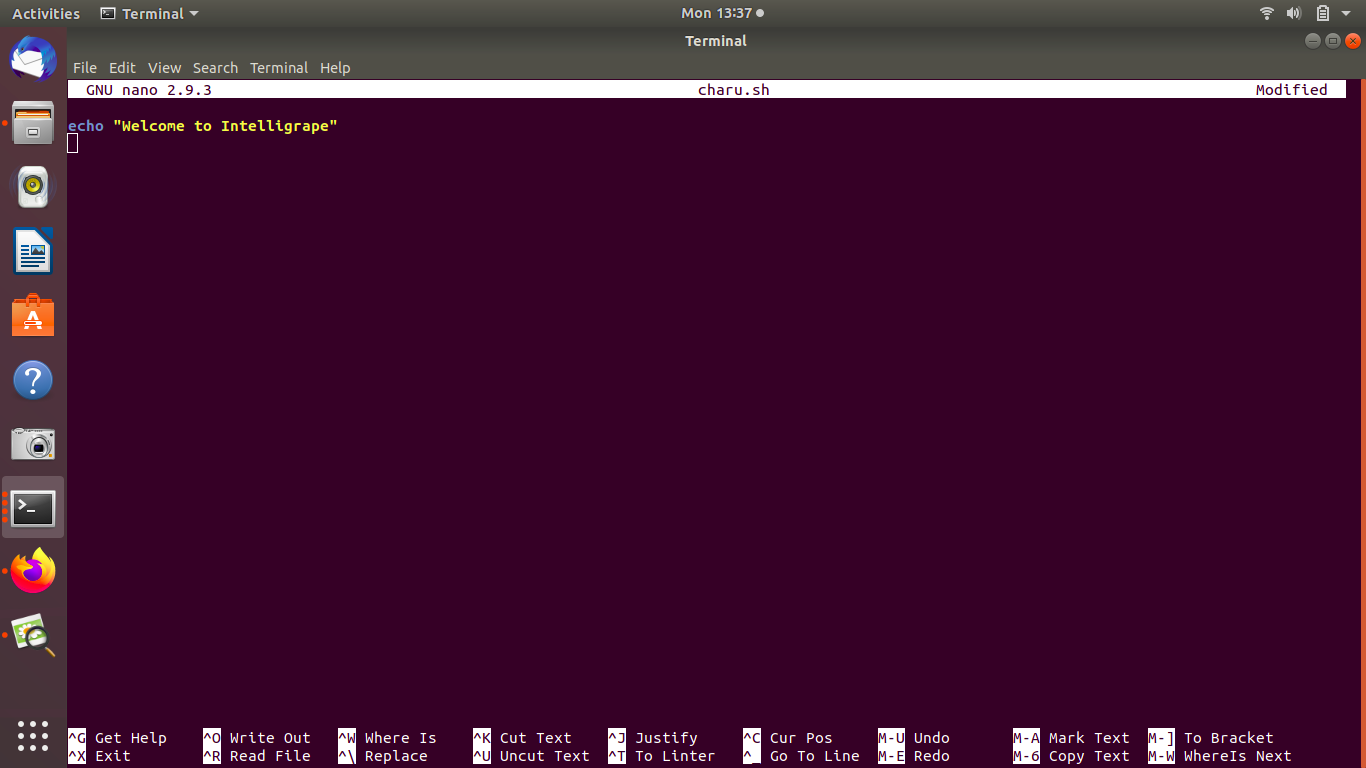 Activities Terminal Mon 13:37
Terminal
File Edit View Search Terminal Help
GNU nano 2.9.3 charu.sh Modified
echo "Welcome to Intelligrape"
^G Get Help ^O Write Out ^W Where Is ^K Cut Text ^J Justify ^C Cur Pos M-U Undo M-A Mark Text M-] To Bracket
^X Exit ^R Read File ^\ Replace ^U Uncut Text ^T To Linter ^_ Go To Line M-E Redo M-6 Copy Text M-W WhereIs Next